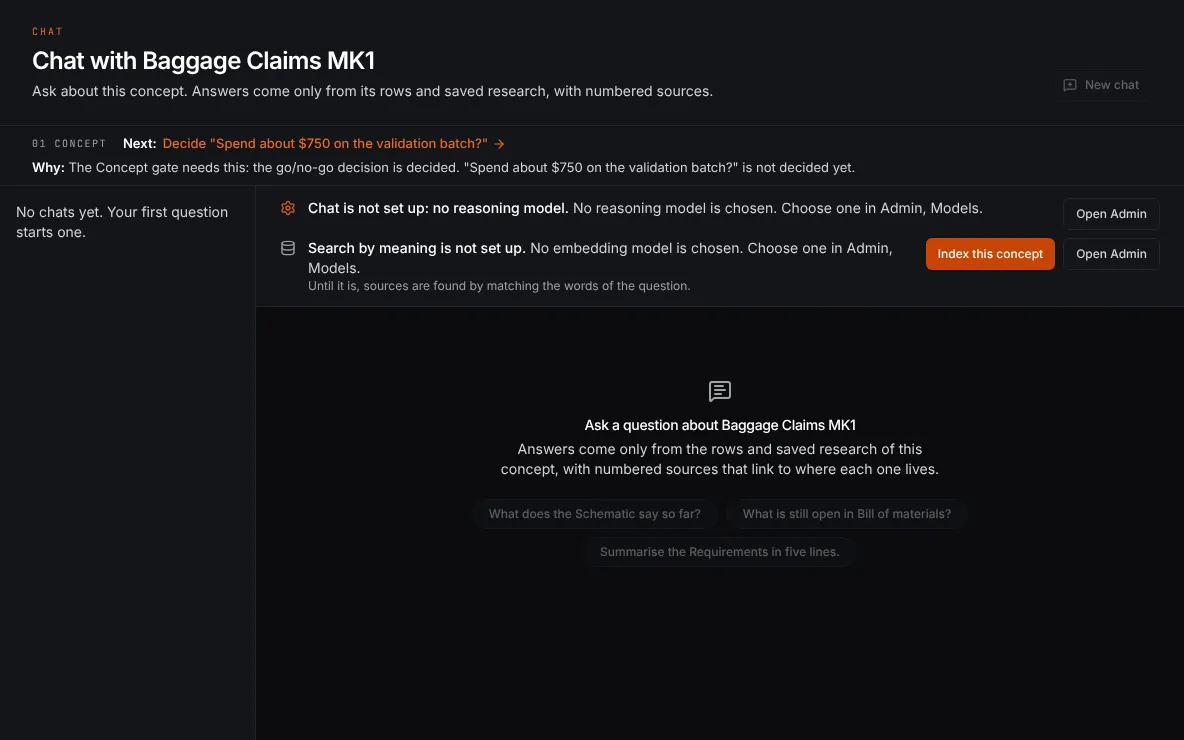 CHAT
Chat with Baggage Claims MK1
Ask about this concept. Answers come only from its rows and saved research, with numbered sources.
New chat
01 CONCEPT Next: Decide "Spend about $750 on the validation batch?" →
Why: The Concept gate needs this: the go/no-go decision is decided. "Spend about $750 on the validation batch?" is not decided yet.
No chats yet. Your first question
starts one.
Chat is not set up: no reasoning model. No reasoning model is chosen. Choose one in Admin, Models.
Open Admin
Search by meaning is not set up. No embedding model is chosen. Choose one in Admin,
Models.
Until it is, sources are found by matching the words of the question.
Index this concept
Open Admin
Ask a question about Baggage Claims MK1
Answers come only from the rows and saved research of this
concept, with numbered sources that link to where each one lives.
What does the Schematic say so far?
What is still open in Bill of materials?
Summarise the Requirements in five lines.